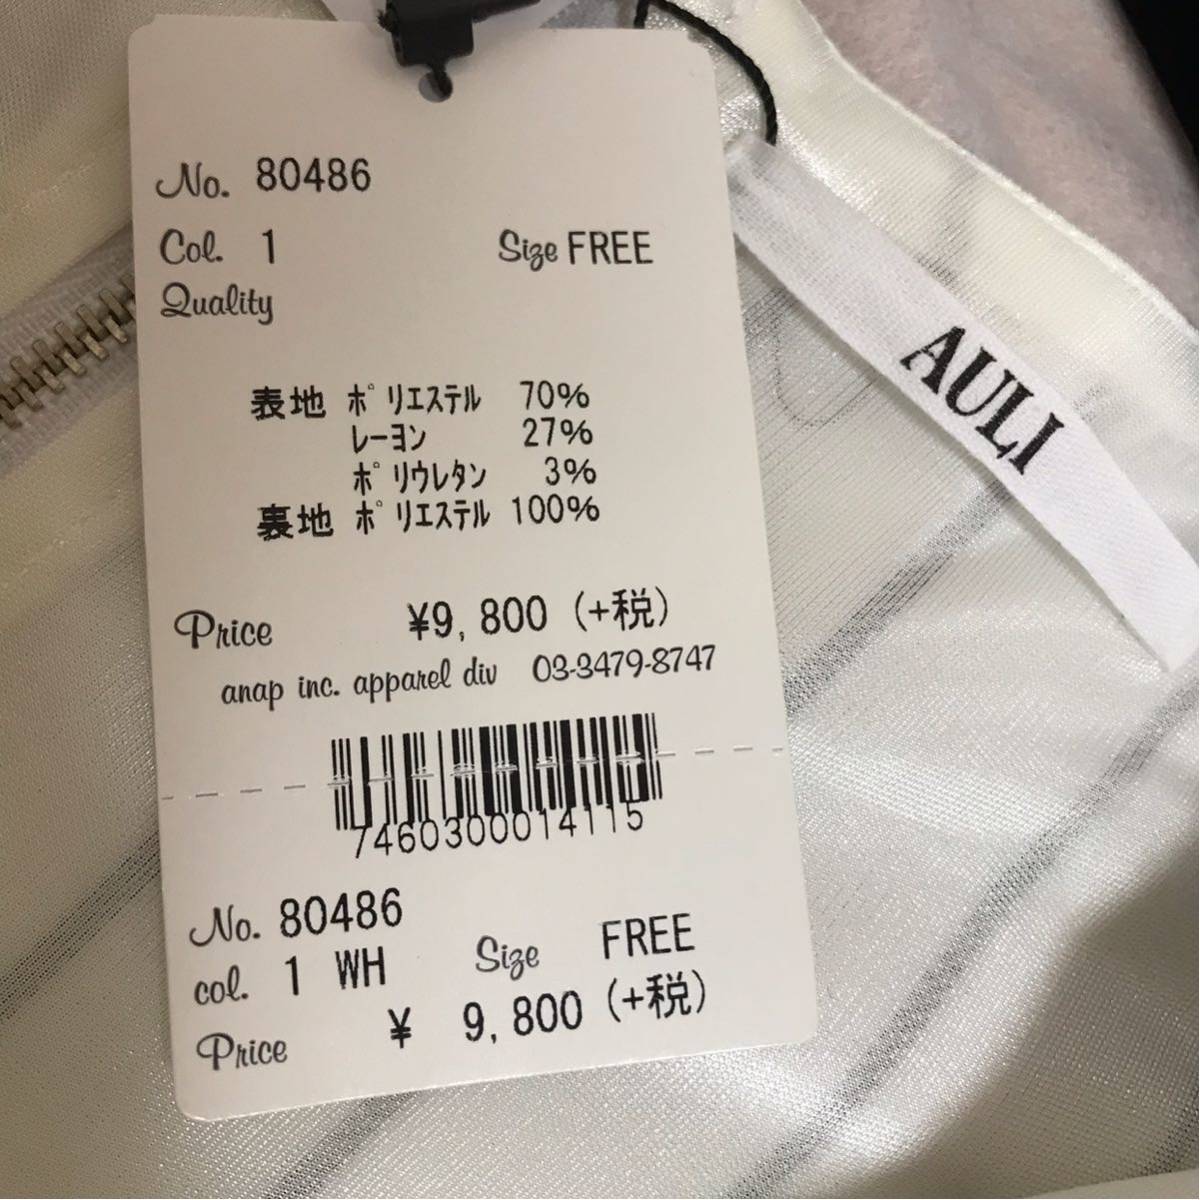 No. 80486
Col. 1 Size FREE
Quality
表地 ポリエステル 70%
レーヨン 27%
ポリウレタン 3%
裏地 ポリエステル 100%
Price ¥9,800 (+税)
anap inc. apparel div 03-3479-8747
7460300014115
No. 80486
col. 1 WH Size FREE
Price ¥ 9,800 (+税)
AULI